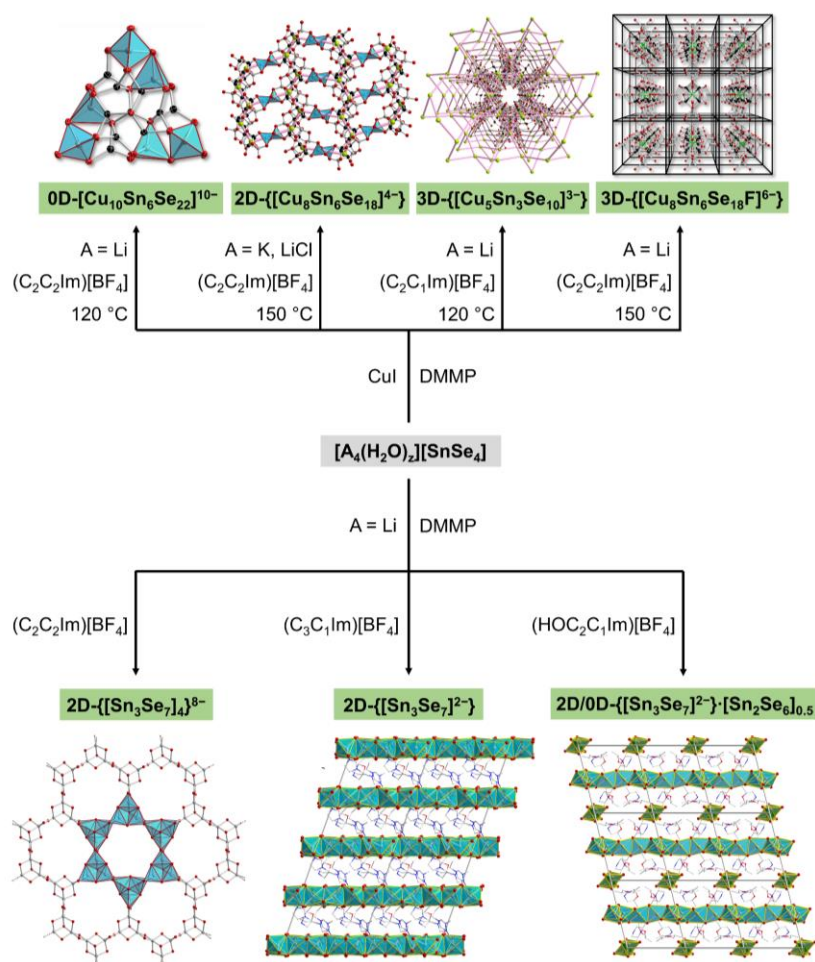 0D-[Cu₁₀Sn₆Se₂₂]¹⁰⁻ 2D-{[Cu₈Sn₆Se₁₈]⁴⁻} 3D-{[Cu₅Sn₃Se₁₀]³⁻} 3D-{[Cu₈Sn₆Se₁₈F]⁶⁻}
A = Li A = K, LiCl A = Li A = Li
(C₂C₂Im)[BF₄] (C₂C₂Im)[BF₄] (C₂C₁Im)[BF₄] (C₂C₂Im)[BF₄]
120 °C 150 °C 120 °C 150 °C
CuI DMMP
[A₄(H₂O)z][SnSe₄]
A = Li DMMP
(C₂C₂Im)[BF₄] (C₃C₁Im)[BF₄] (HOC₂C₁Im)[BF₄]
2D-{[Sn₃Se₇]₄}⁸⁻ 2D-{[Sn₃Se₇]²⁻} 2D/0D-{[Sn₃Se₇]²⁻}·[Sn₂Se₆]₀.₅